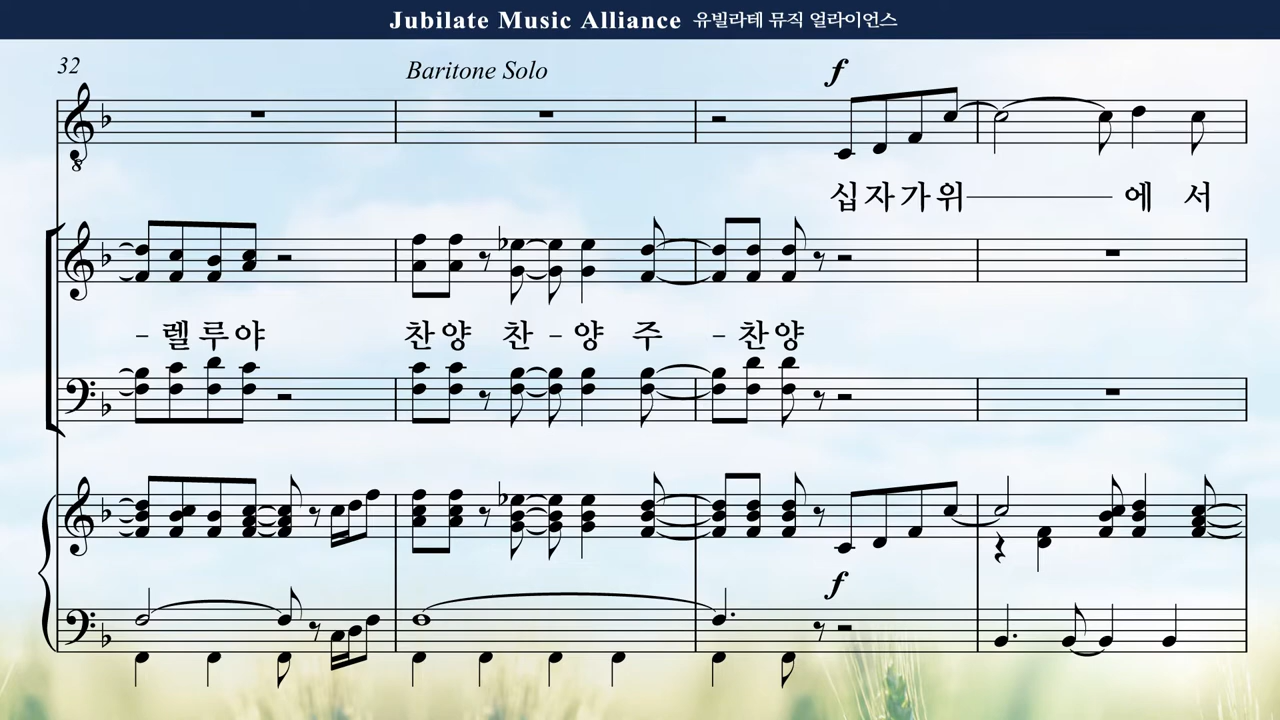 Jubilate Music Alliance 유빌라테 뮤직 얼라이언스
32
Baritone Solo
f
십자가위 에 서
- 렐 루 야 찬 양 찬 - 양 주 - 찬 양
f